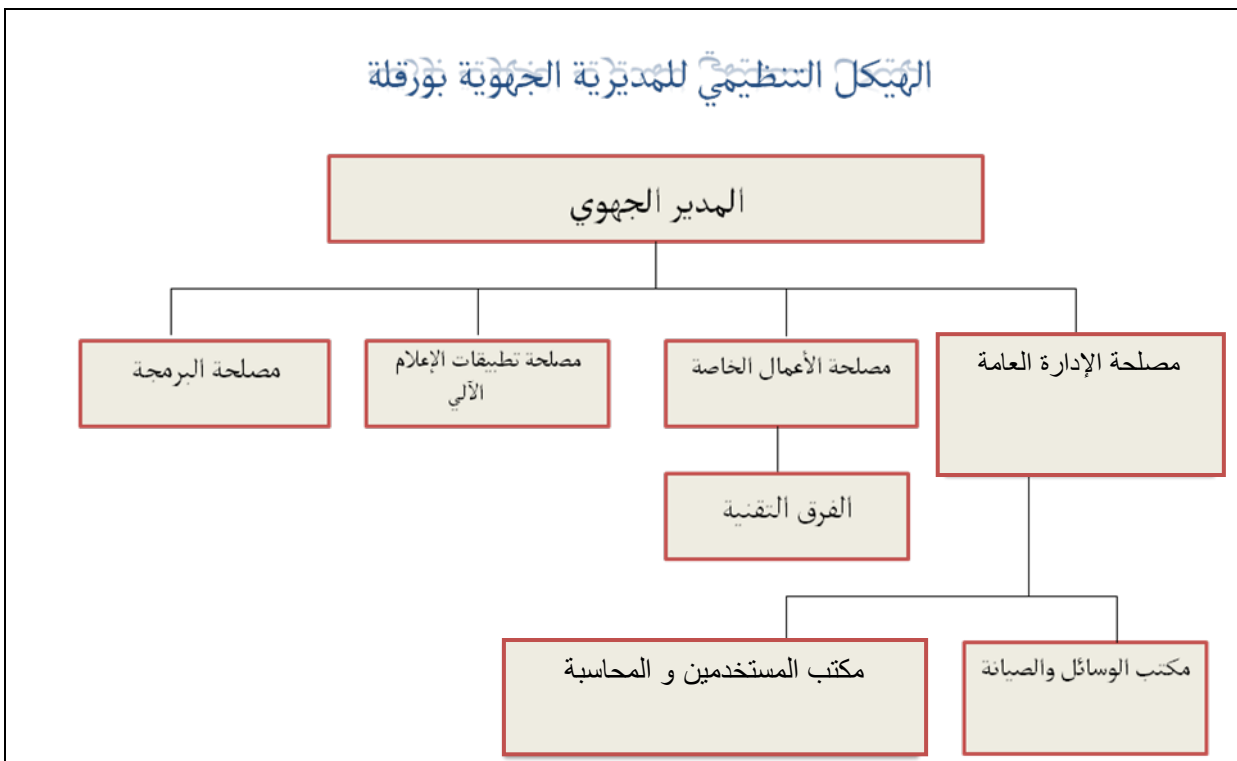 الهيكل التنظيمي للمديرية الجهوية بورقلة
المدير الجهوي
مصلحة الإدارة العامة
مصلحة الأعمال الخاصة
مصلحة تطبيقات الإعلام
الآلي
مصلحة البرمجة
الفرق التقنية
مكتب الوسائل والصيانة
مكتب المستخدمين و المحاسبة